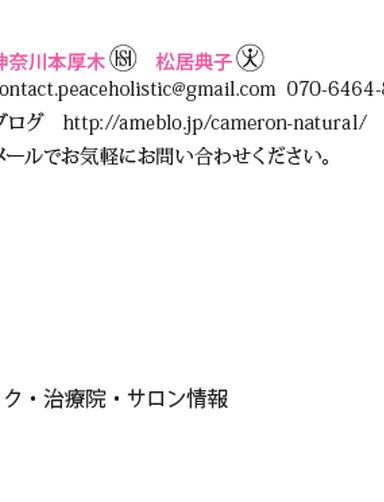 神奈川本厚木 HSI 松居典子
contact.peaceholistic@gmail.com 070-6464-8
ブログ http://ameblo.jp/cameron-natural/
メールでお気軽にお問い合わせください。
ク・治療院・サロン情報